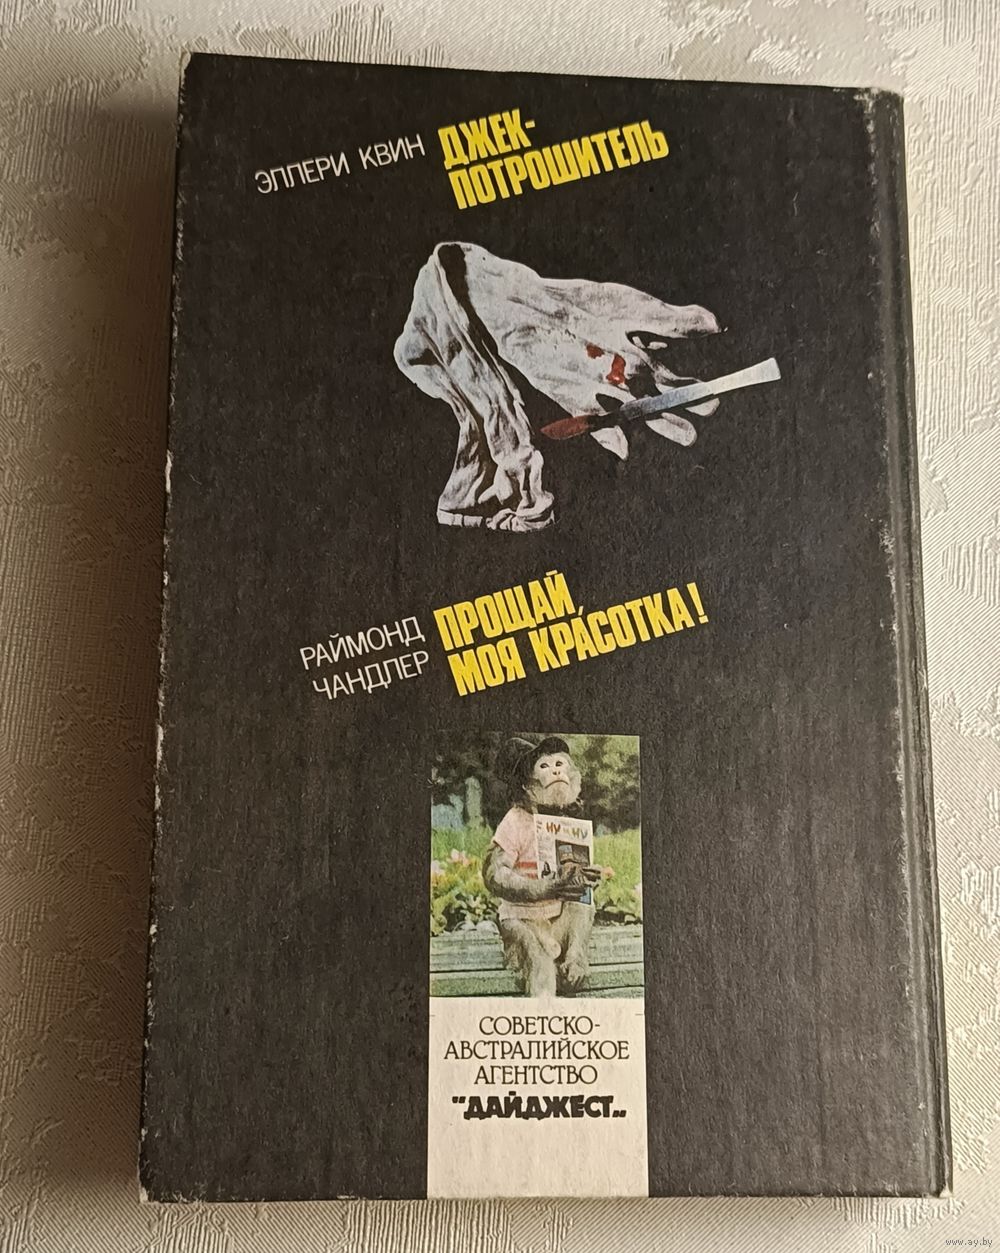 ЭЛЛЕРИ КВИН
ДЖЕК-
ПОТРОШИТЕЛЬ
РАЙМОНД
ЧАНДЛЕР
ПРОЩАЙ,
МОЯ КРАСОТКА!
НУ и НУ
СОВЕТСКО-
АВСТРАЛИЙСКОЕ
АГЕНТСТВО
"ДАЙДЖЕСТ„
www.ay.by